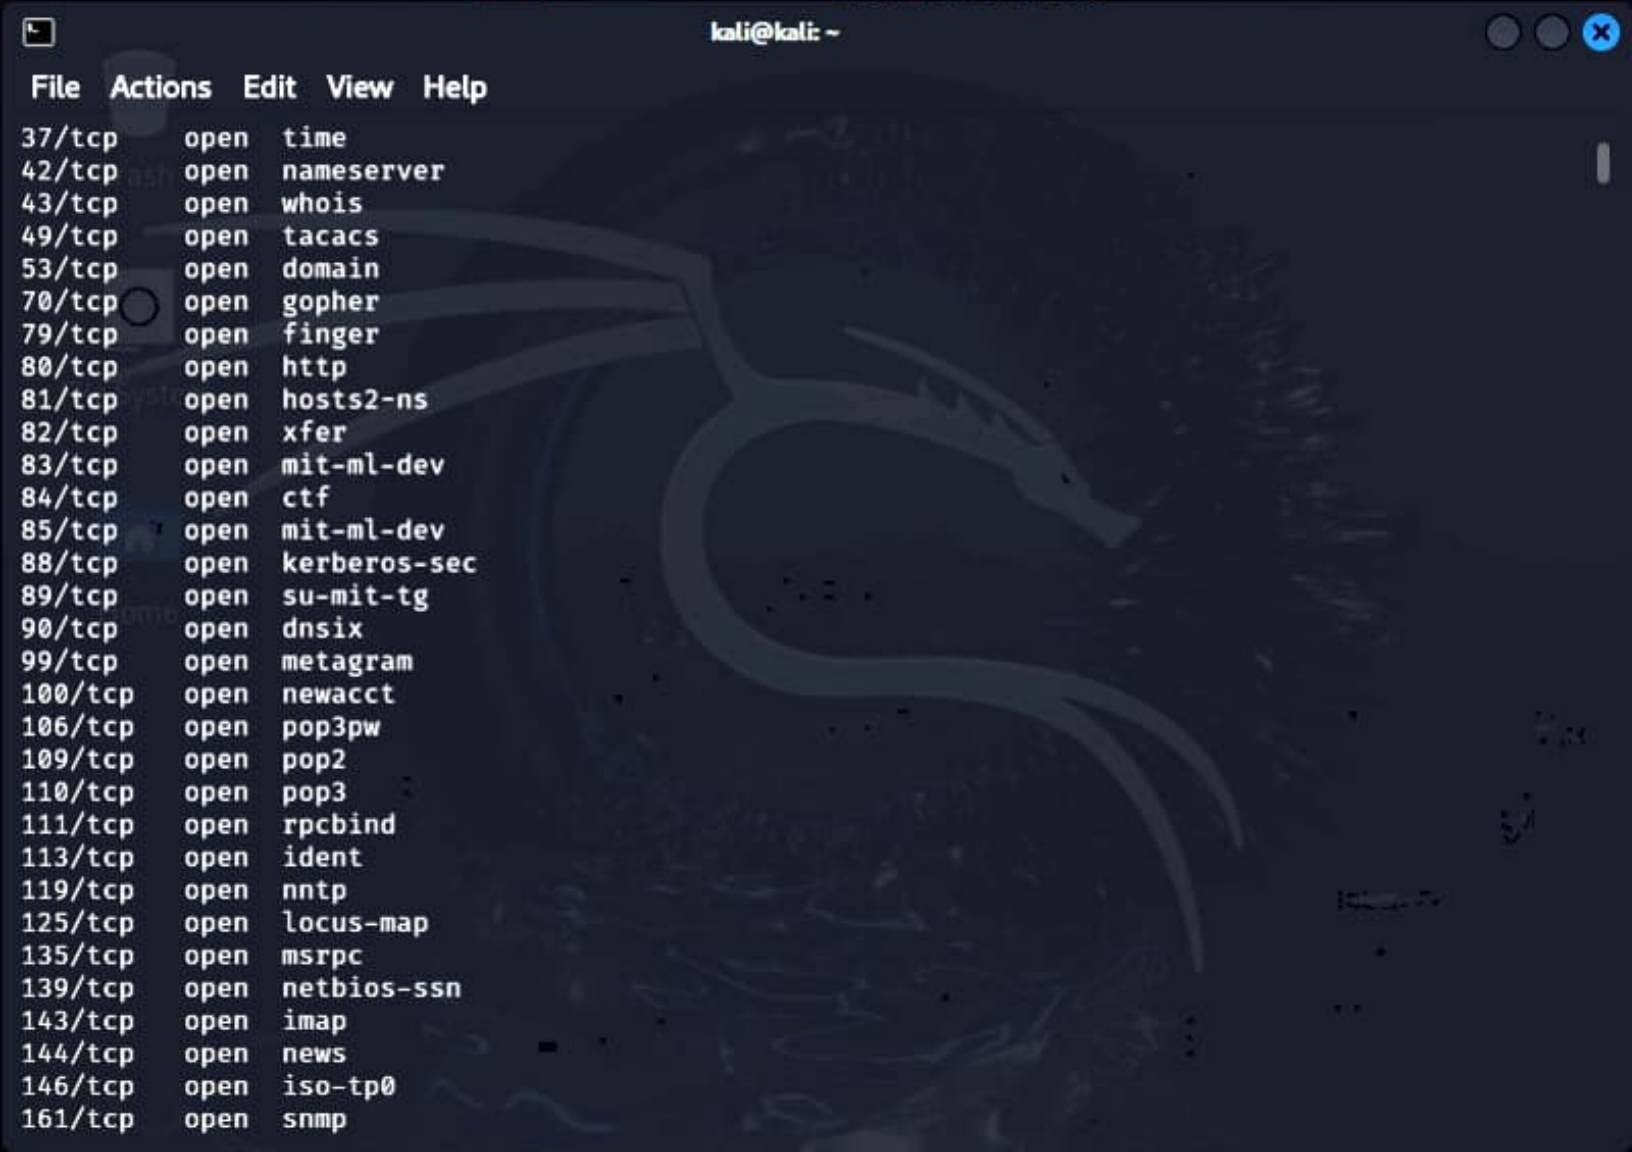 kali@kali: ~
File Actions Edit View Help
37/tcp open time
42/tcp open nameserver
43/tcp open whois
49/tcp open tacacs
53/tcp open domain
70/tcp open gopher
79/tcp open finger
80/tcp open http
81/tcp open hosts2-ns
82/tcp open xfer
83/tcp open mit-ml-dev
84/tcp open ctf
85/tcp open mit-ml-dev
88/tcp open kerberos-sec
89/tcp open su-mit-tg
90/tcp open dnsix
99/tcp open metagram
100/tcp open newacct
106/tcp open pop3pw
109/tcp open pop2
110/tcp open pop3
111/tcp open rpcbind
113/tcp open ident
119/tcp open nntp
125/tcp open locus-map
135/tcp open msrpc
139/tcp open netbios-ssn
143/tcp open imap
144/tcp open news
146/tcp open iso-tp0
161/tcp open snmp